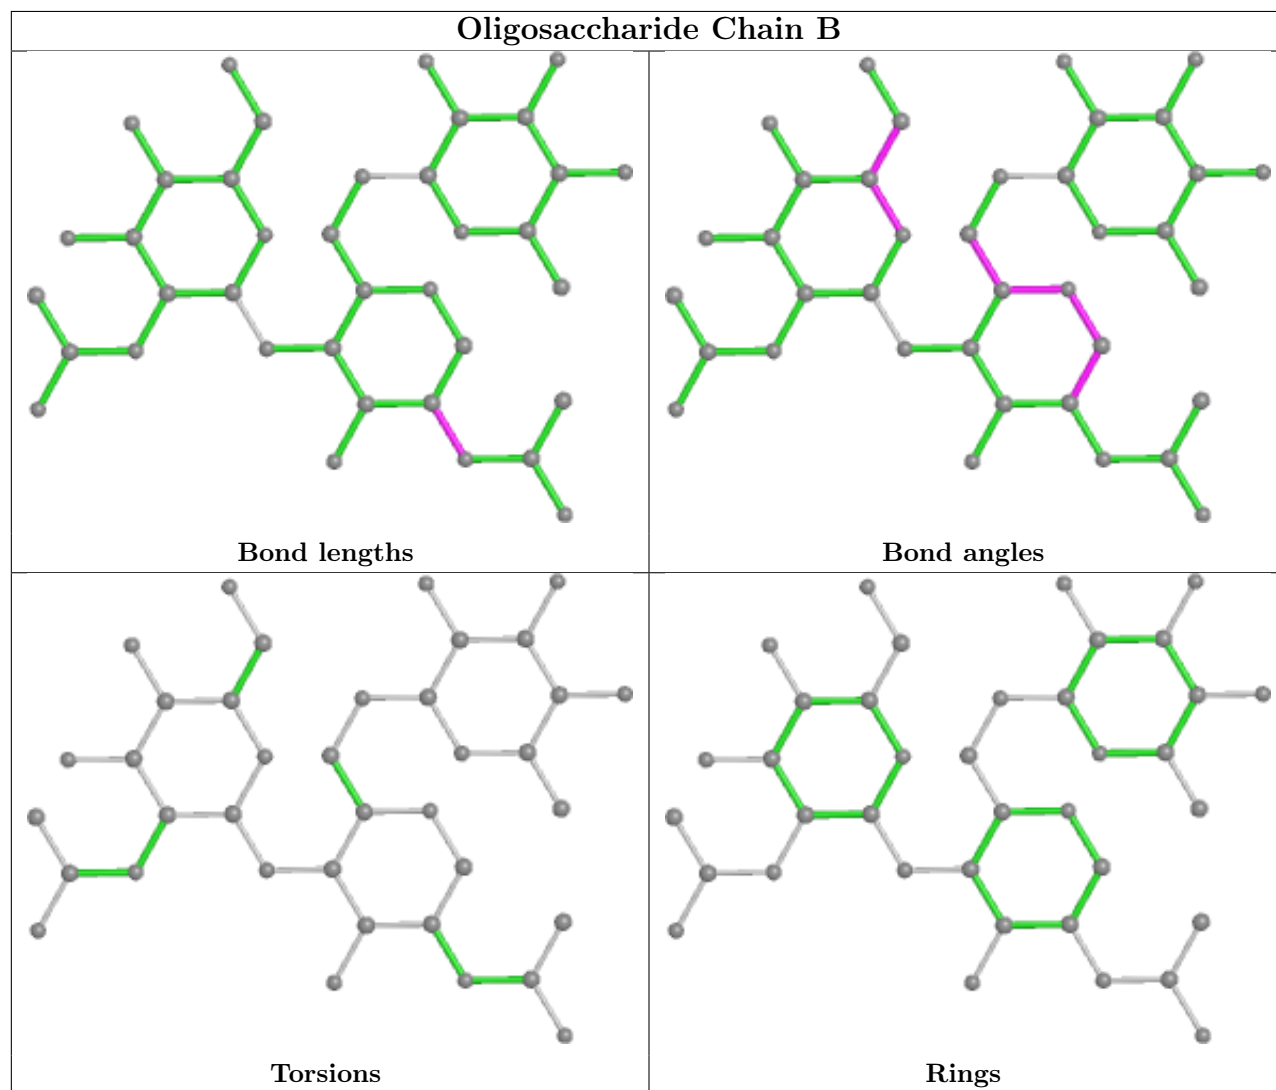 Oligosaccharide Chain B
Bond lengths
Bond angles
Torsions
Rings